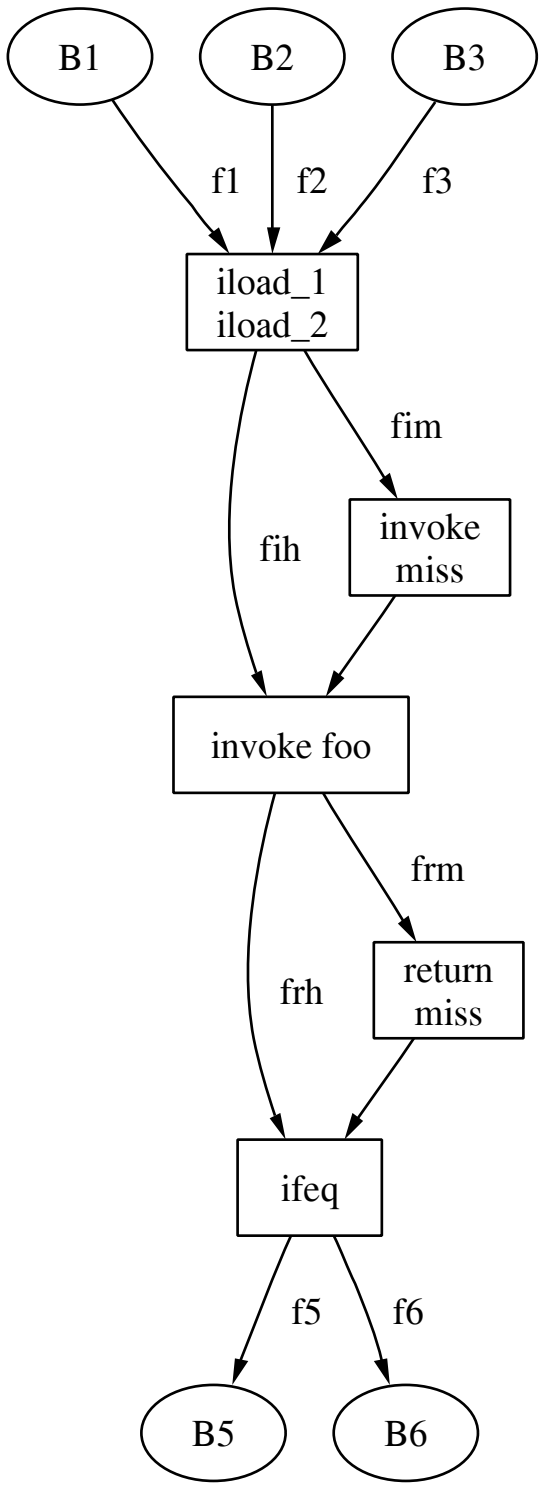 B1
B2
B3
f1
f2
f3
iload_1
iload_2
fim
invoke
miss
fih
invoke foo
frm
return
miss
frh
ifeq
f5
f6
B5
B6